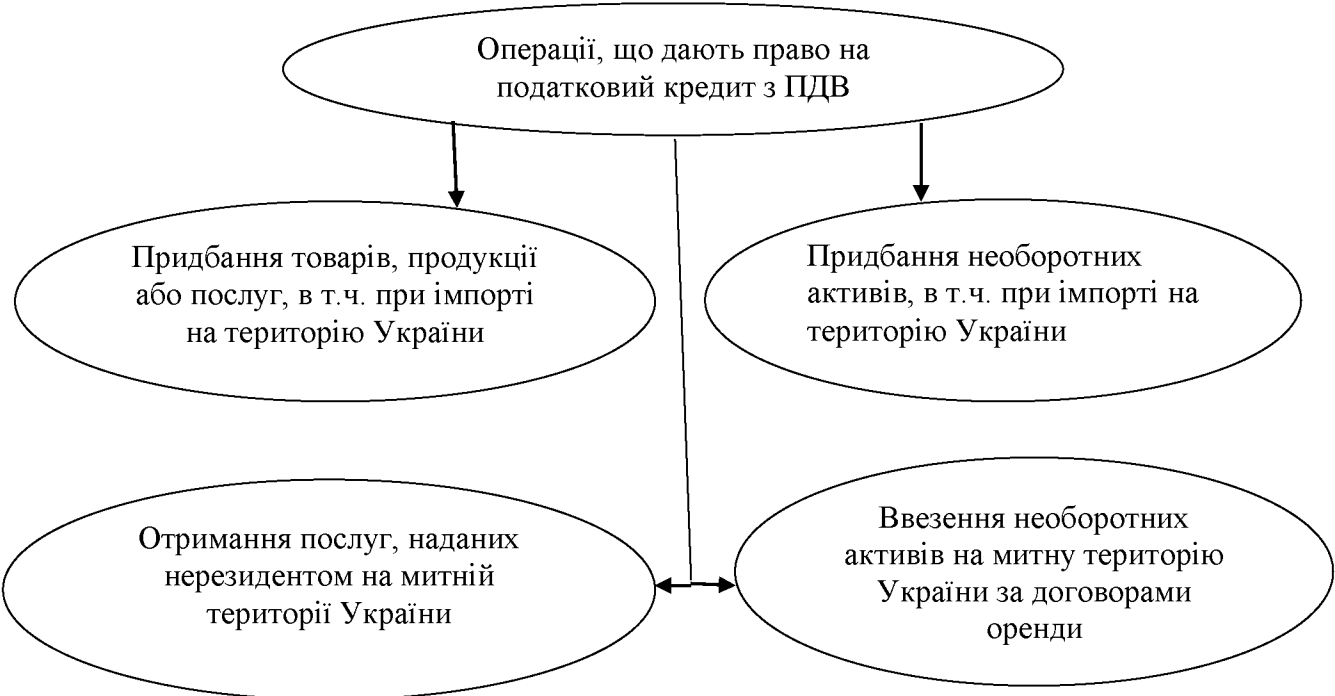 Операції, що дають право на
податковий кредит з ПДВ
Придбання товарів, продукції
або послуг, в т.ч. при імпорті
на територію України
Придбання необоротних
активів, в т.ч. при імпорті на
територію України
Отримання послуг, наданих
нерезидентом на митній
території України
Ввезення необоротних
активів на митну територію
України за договорами
оренди